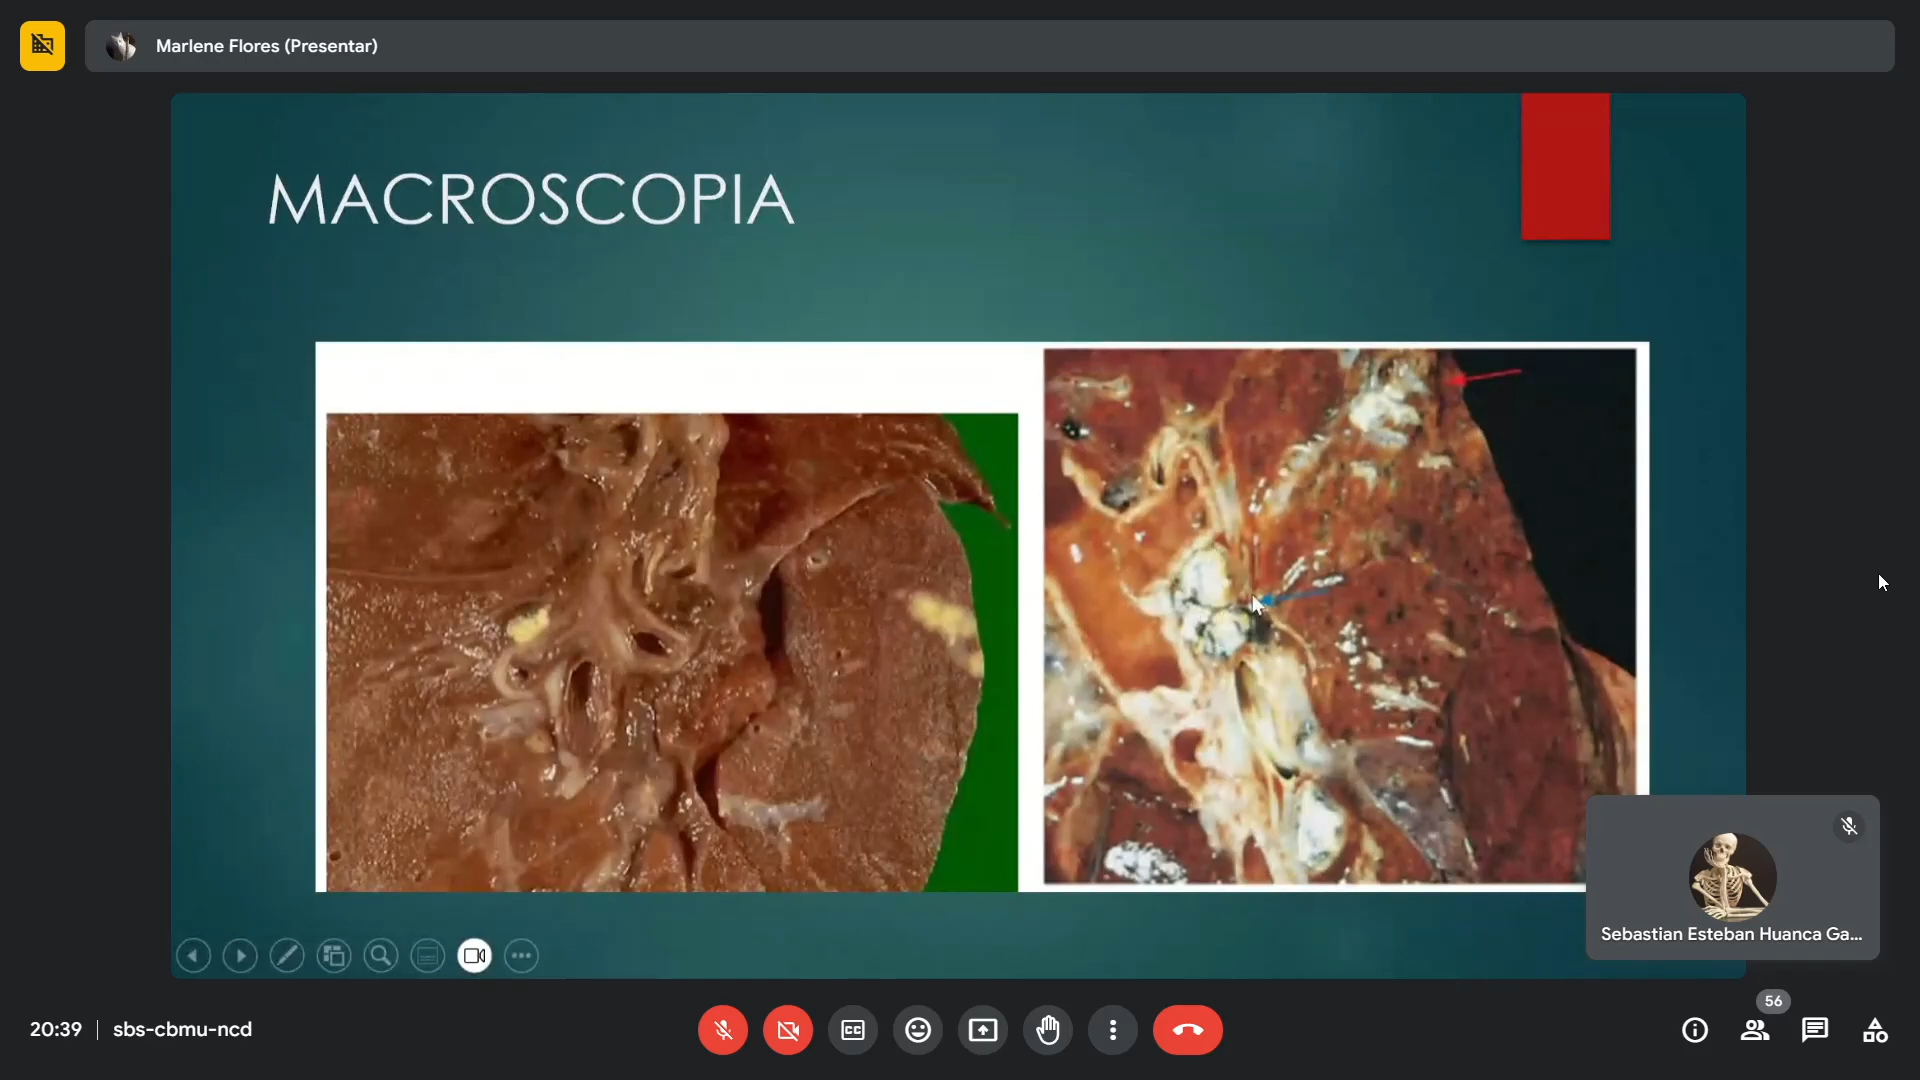 Marlene Flores (Presentar)
MACROSCOPIA
Sebastian Esteban Huanca Ga...
56
20:39 | sbs-cbmu-ncd